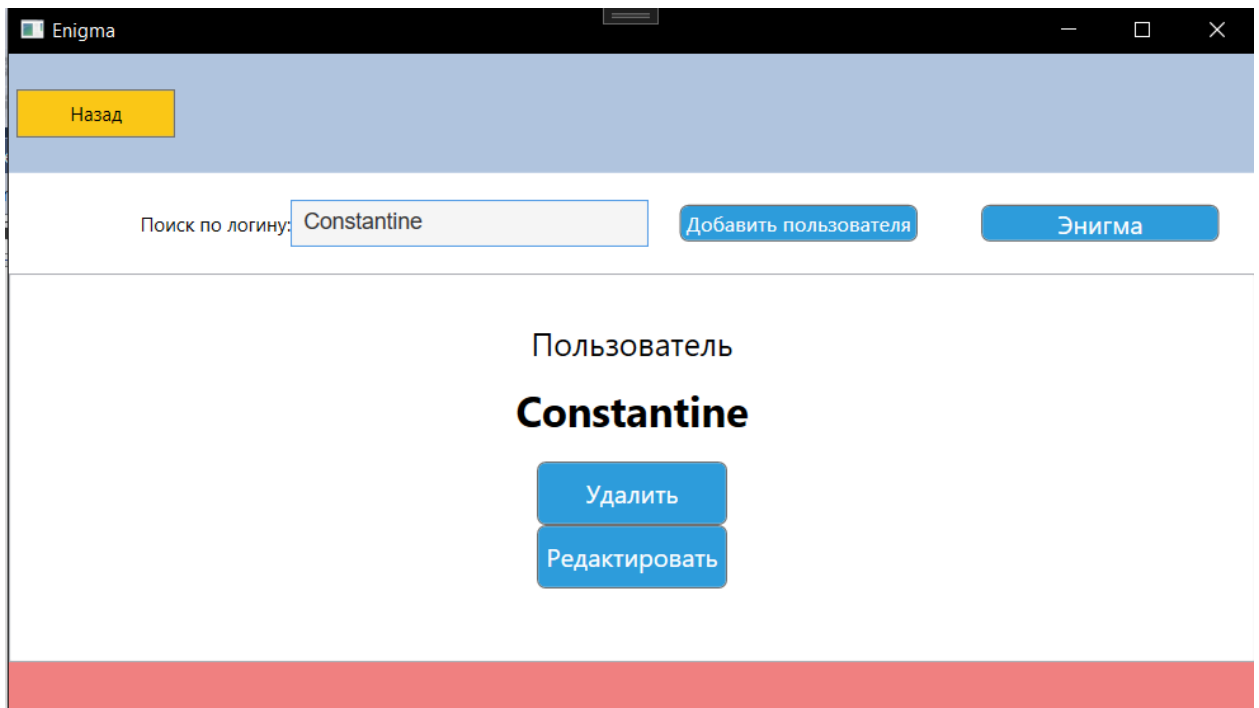 Enigma
Назад
Поиск по логину: Constantine Добавить пользователя Энигма
Пользователь
Constantine
Удалить
Редактировать